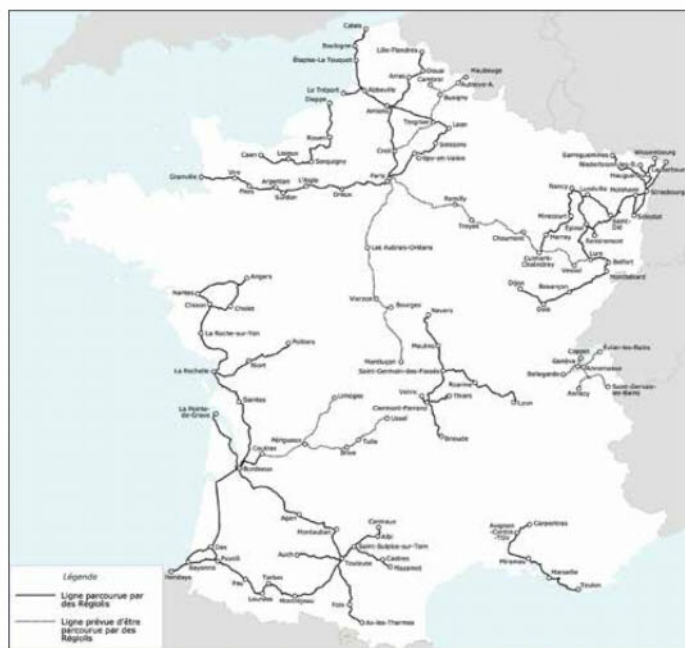 Calais
Boulogne
Étaples-Le Touquet
Le Tréport
Abbeville
Dieppe
Lille-Flandres
Douai
Cambrai
Maubeuge
Aulnoye-A.
Arras
Busigny
Amiens
Tergnier
Laon
Rouen
Soissons
Creil
Crépy-en-Valois
Caen
Lisieux
Serquigny
Paris
Granville
Vire
Flers
Argentan
Surdon
L'Aigle
Dreux
Romilly
Troyes
Chaumont
Culmont-Chalindrey
Vesoul
Merrey
Mirecourt
Nancy
Lunéville
Épinal
Remiremont
Saint-Dié
Sarreguemines
Wissembourg
Niederbronn-les-B.
Lauterbourg
Haguenau
Molsheim
Strasbourg
Sélestat
Lure
Belfort
Montbéliard
Besançon
Dijon
Dole
Les Aubrais-Orléans
Vierzon
Bourges
Montluçon
Nevers
Moulins
Saint-Germain-des-Fossés
Roanne
Lyon
Thiers
Clermont-Ferrand
Brioude
Angers
Nantes
Clisson
Cholet
La Roche-sur-Yon
Poitiers
Niort
La Rochelle
Saintes
La Pointe-
de-Grave
Coutras
Bordeaux
Périgueux
Limoges
Ussel
Tulle
Brive
Coppet
Évian-les-Bains
Genève
Annemasse
Bellegarde
Annecy
Saint-Gervais-
les-Bains
Agen
Montauban
Carmaux
Albi
Saint-Sulpice-sur-Tarn
Castres
Mazamet
Auch
Toulouse
Dax
Puyoô
Bayonne
Hendaye
Pau
Tarbes
Lourdes
Montréjeau
Foix
Ax-les-Thermes
Avignon
-Centre
-TGV
Carpentras
Miramas
Marseille
Toulon
Légende
Ligne parcourue par
des Régiolis
Ligne prévue d'être
parcourue par des
Régiolis